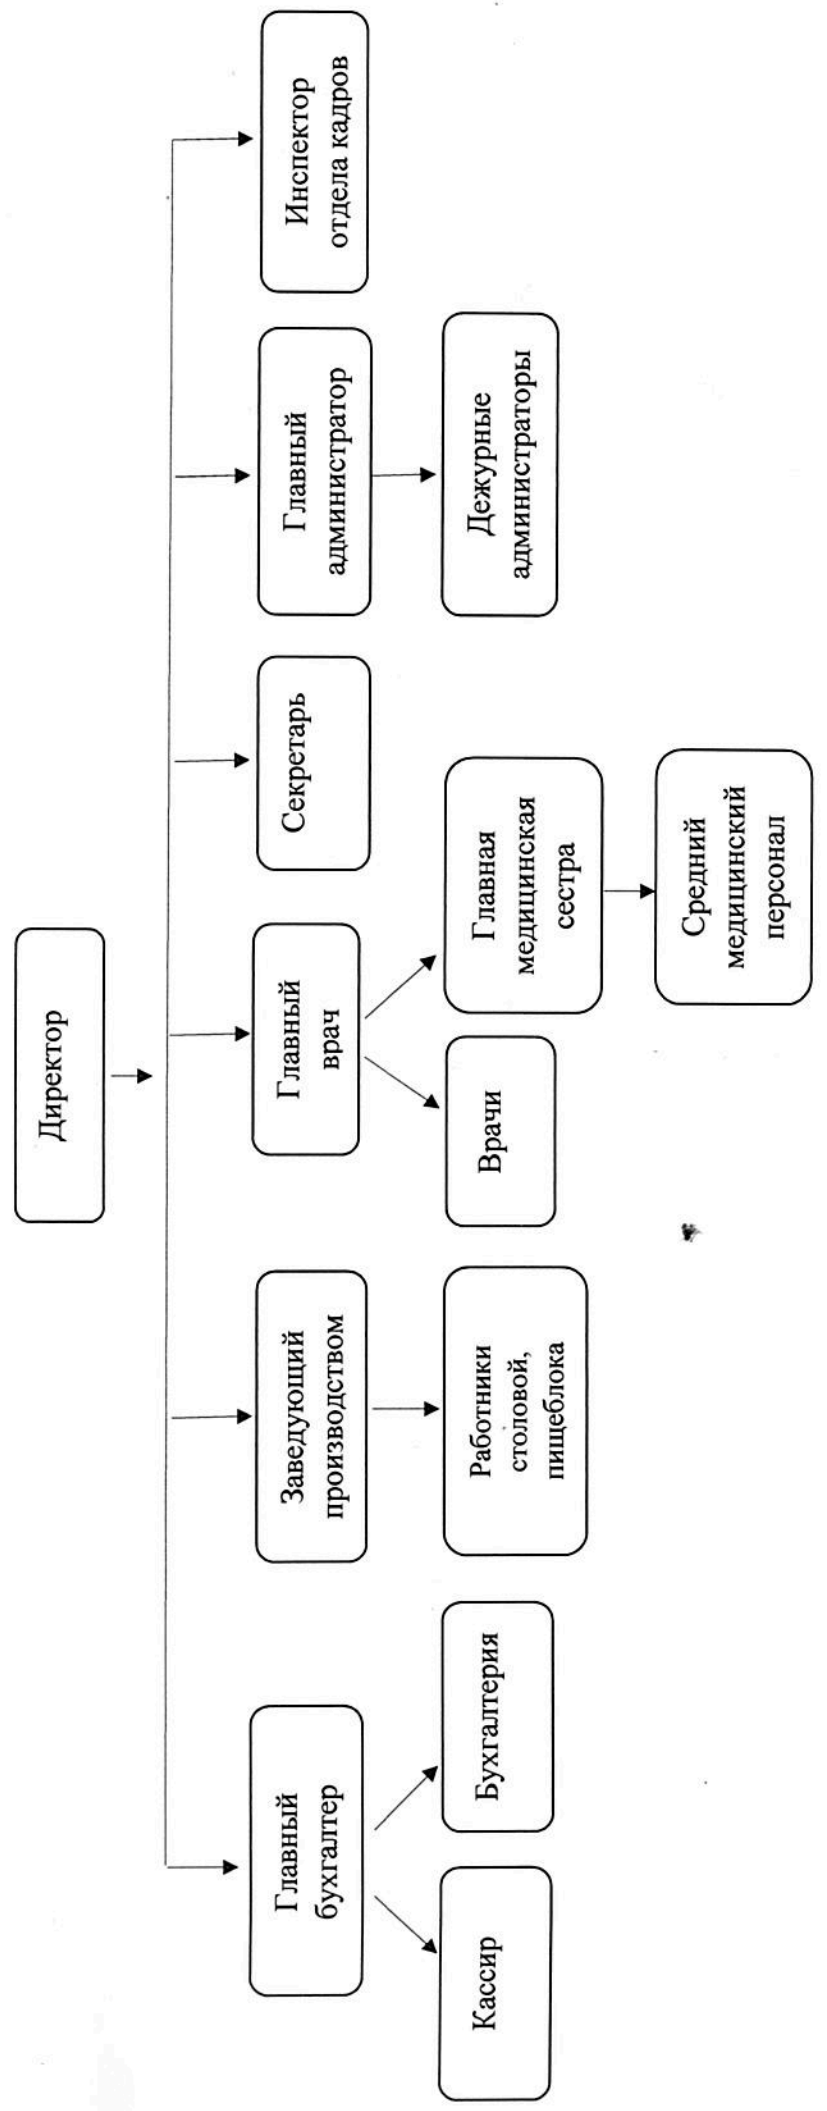 Директор
Главный
бухгалтер
Заведующий
производством
Главный
врач
Секретарь
Главный
администратор
Инспектор
отдела кадров
Кассир
Бухгалтерия
Работники
столовой,
пищеблока
Врачи
Главная
медицинская
сестра
Дежурные
администраторы
Средний
медицинский
персонал